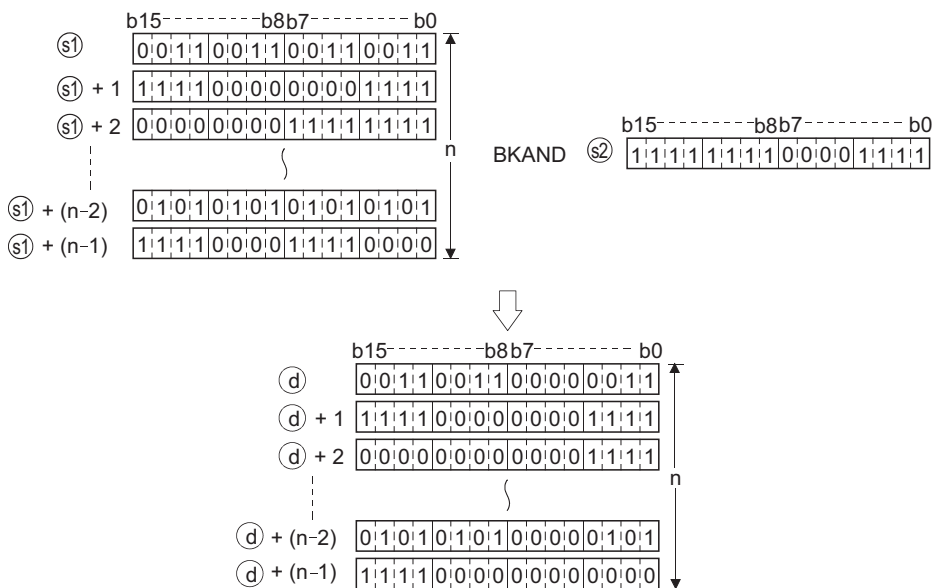 b15 b8 b7 b0
s1 0 0 1 1 0 0 1 1 0 0 1 1 0 0 1 1
s1 + 1 1 1 1 1 0 0 0 0 0 0 0 0 1 1 1 1
s1 + 2 0 0 0 0 0 0 0 0 1 1 1 1 1 1 1 1
n
s1 + (n-2) 0 1 0 1 0 1 0 1 0 1 0 1 0 1 0 1
s1 + (n-1) 1 1 1 1 0 0 0 0 1 1 1 1 0 0 0 0
b15 b8 b7 b0
BKAND s2 1 1 1 1 1 1 1 1 0 0 0 0 1 1 1 1
b15 b8 b7 b0
d 0 0 1 1 0 0 1 1 0 0 0 0 0 0 1 1
d + 1 1 1 1 1 0 0 0 0 0 0 0 0 1 1 1 1
d + 2 0 0 0 0 0 0 0 0 0 0 0 0 1 1 1 1
n
d + (n-2) 0 1 0 1 0 1 0 1 0 0 0 0 0 1 0 1
d + (n-1) 1 1 1 1 0 0 0 0 0 0 0 0 0 0 0 0